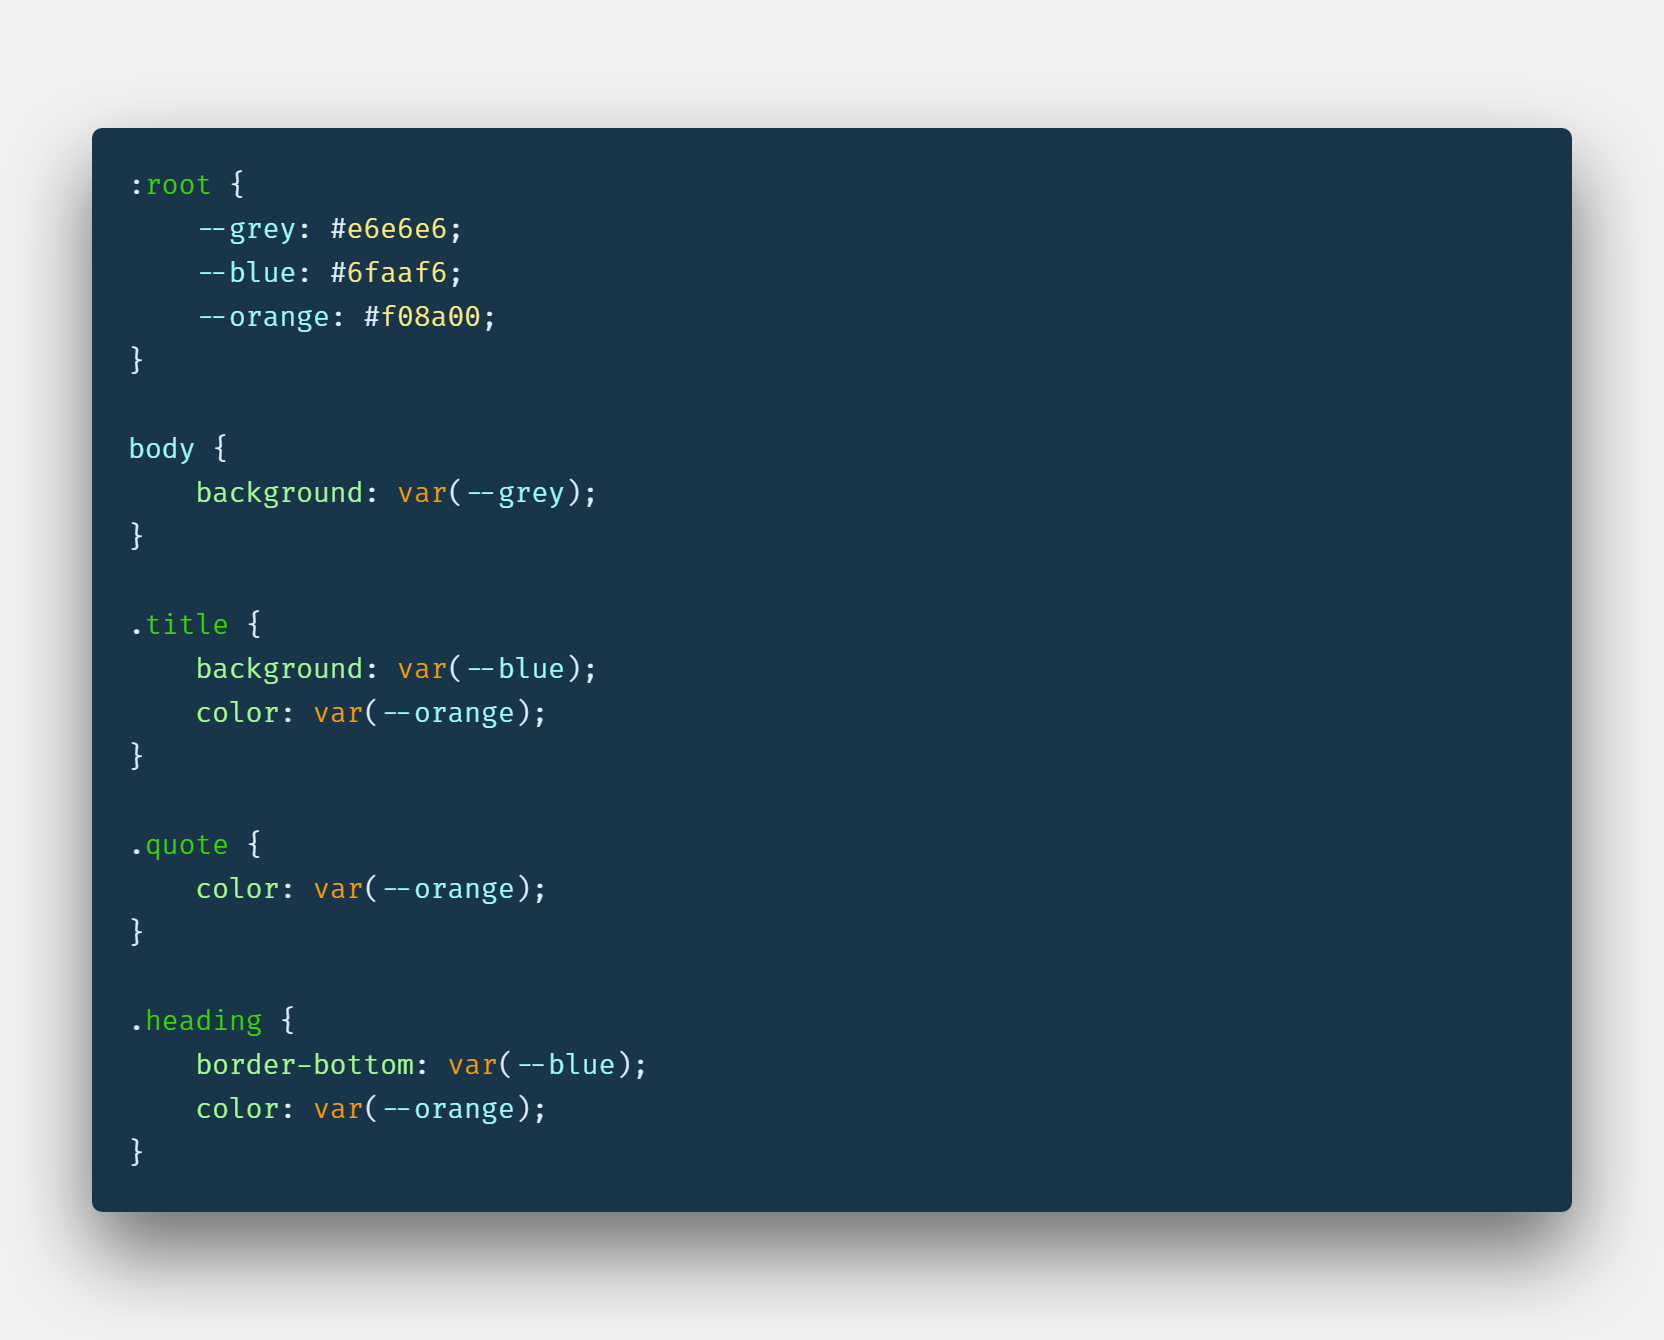 :root {
    --grey: #e6e6e6;
    --blue: #6faaf6;
    --orange: #f08a00;
}

body {
    background: var(--grey);
}

.title {
    background: var(--blue);
    color: var(--orange);
}

.quote {
    color: var(--orange);
}

.heading {
    border-bottom: var(--blue);
    color: var(--orange);
}